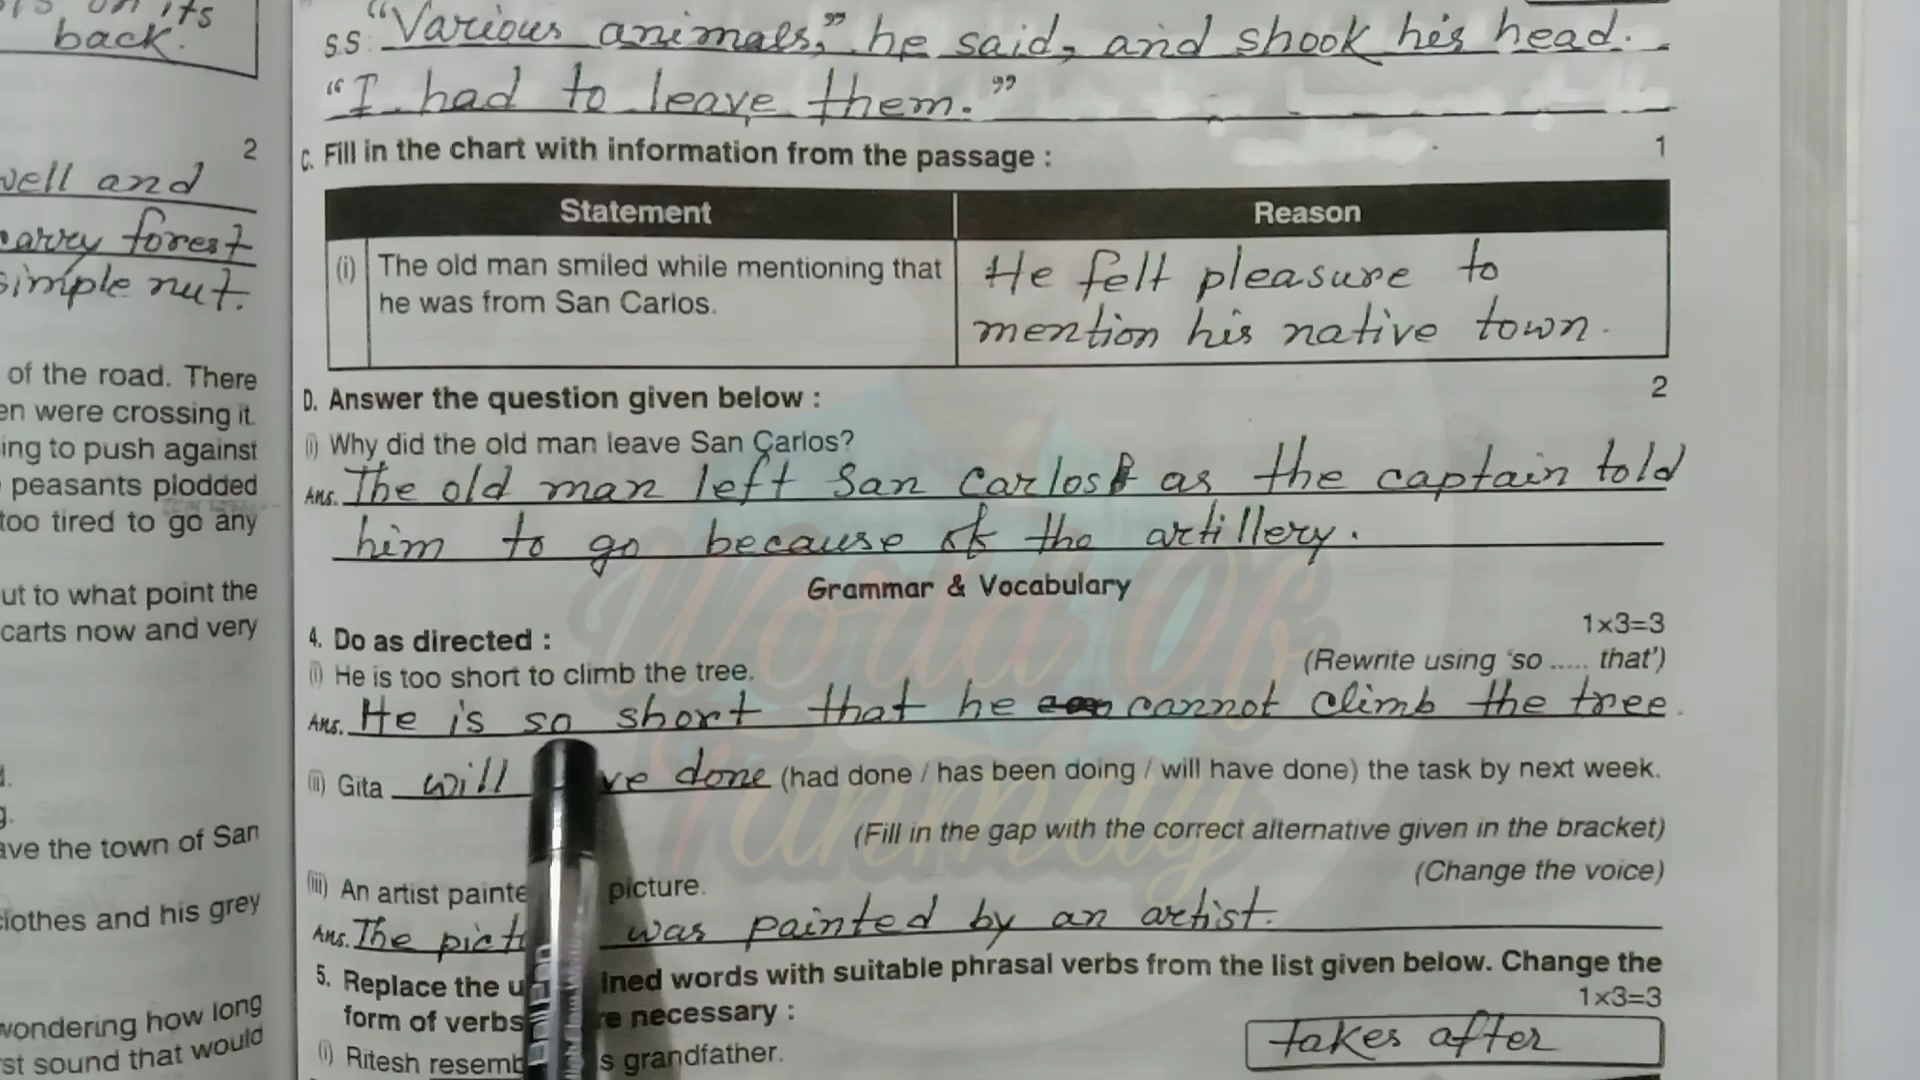 its
back."
2
well and
forest
simple nut.
of the road. There
en were crossing it.
ing to push against
peasants plodded
too tired to go any
ut to what point the
carts now and very
ave the town of San
clothes and his grey
wondering how long
st sound that would
S.S. "Various animals," he said, and shook his head.
"I had to leave them."
C. Fill in the chart with information from the passage : 1
Statement Reason
(i) The old man smiled while mentioning that he was from San Carlos.
He felt pleasure to
mention his native town.
D. Answer the question given below : 2
(i) Why did the old man leave San Carlos?
Ans. The old man left San Carlos as the captain told
him to go because of the artillery.
Grammar & Vocabulary
4. Do as directed : 1×3=3
(i) He is too short to climb the tree. (Rewrite using 'so ..... that')
Ans. He is so short that he cannot climb the tree.
(ii) Gita will ve done (had done / has been doing / will have done) the task by next week.
(Fill in the gap with the correct alternative given in the bracket)
(iii) An artist painte picture. (Change the voice)
Ans. The pict was painted by an artist.
5. Replace the u ined words with suitable phrasal verbs from the list given below. Change the
form of verbs re necessary : 1×3=3
(i) Ritesh resemb s grandfather. takes after
World Of
Tanmay